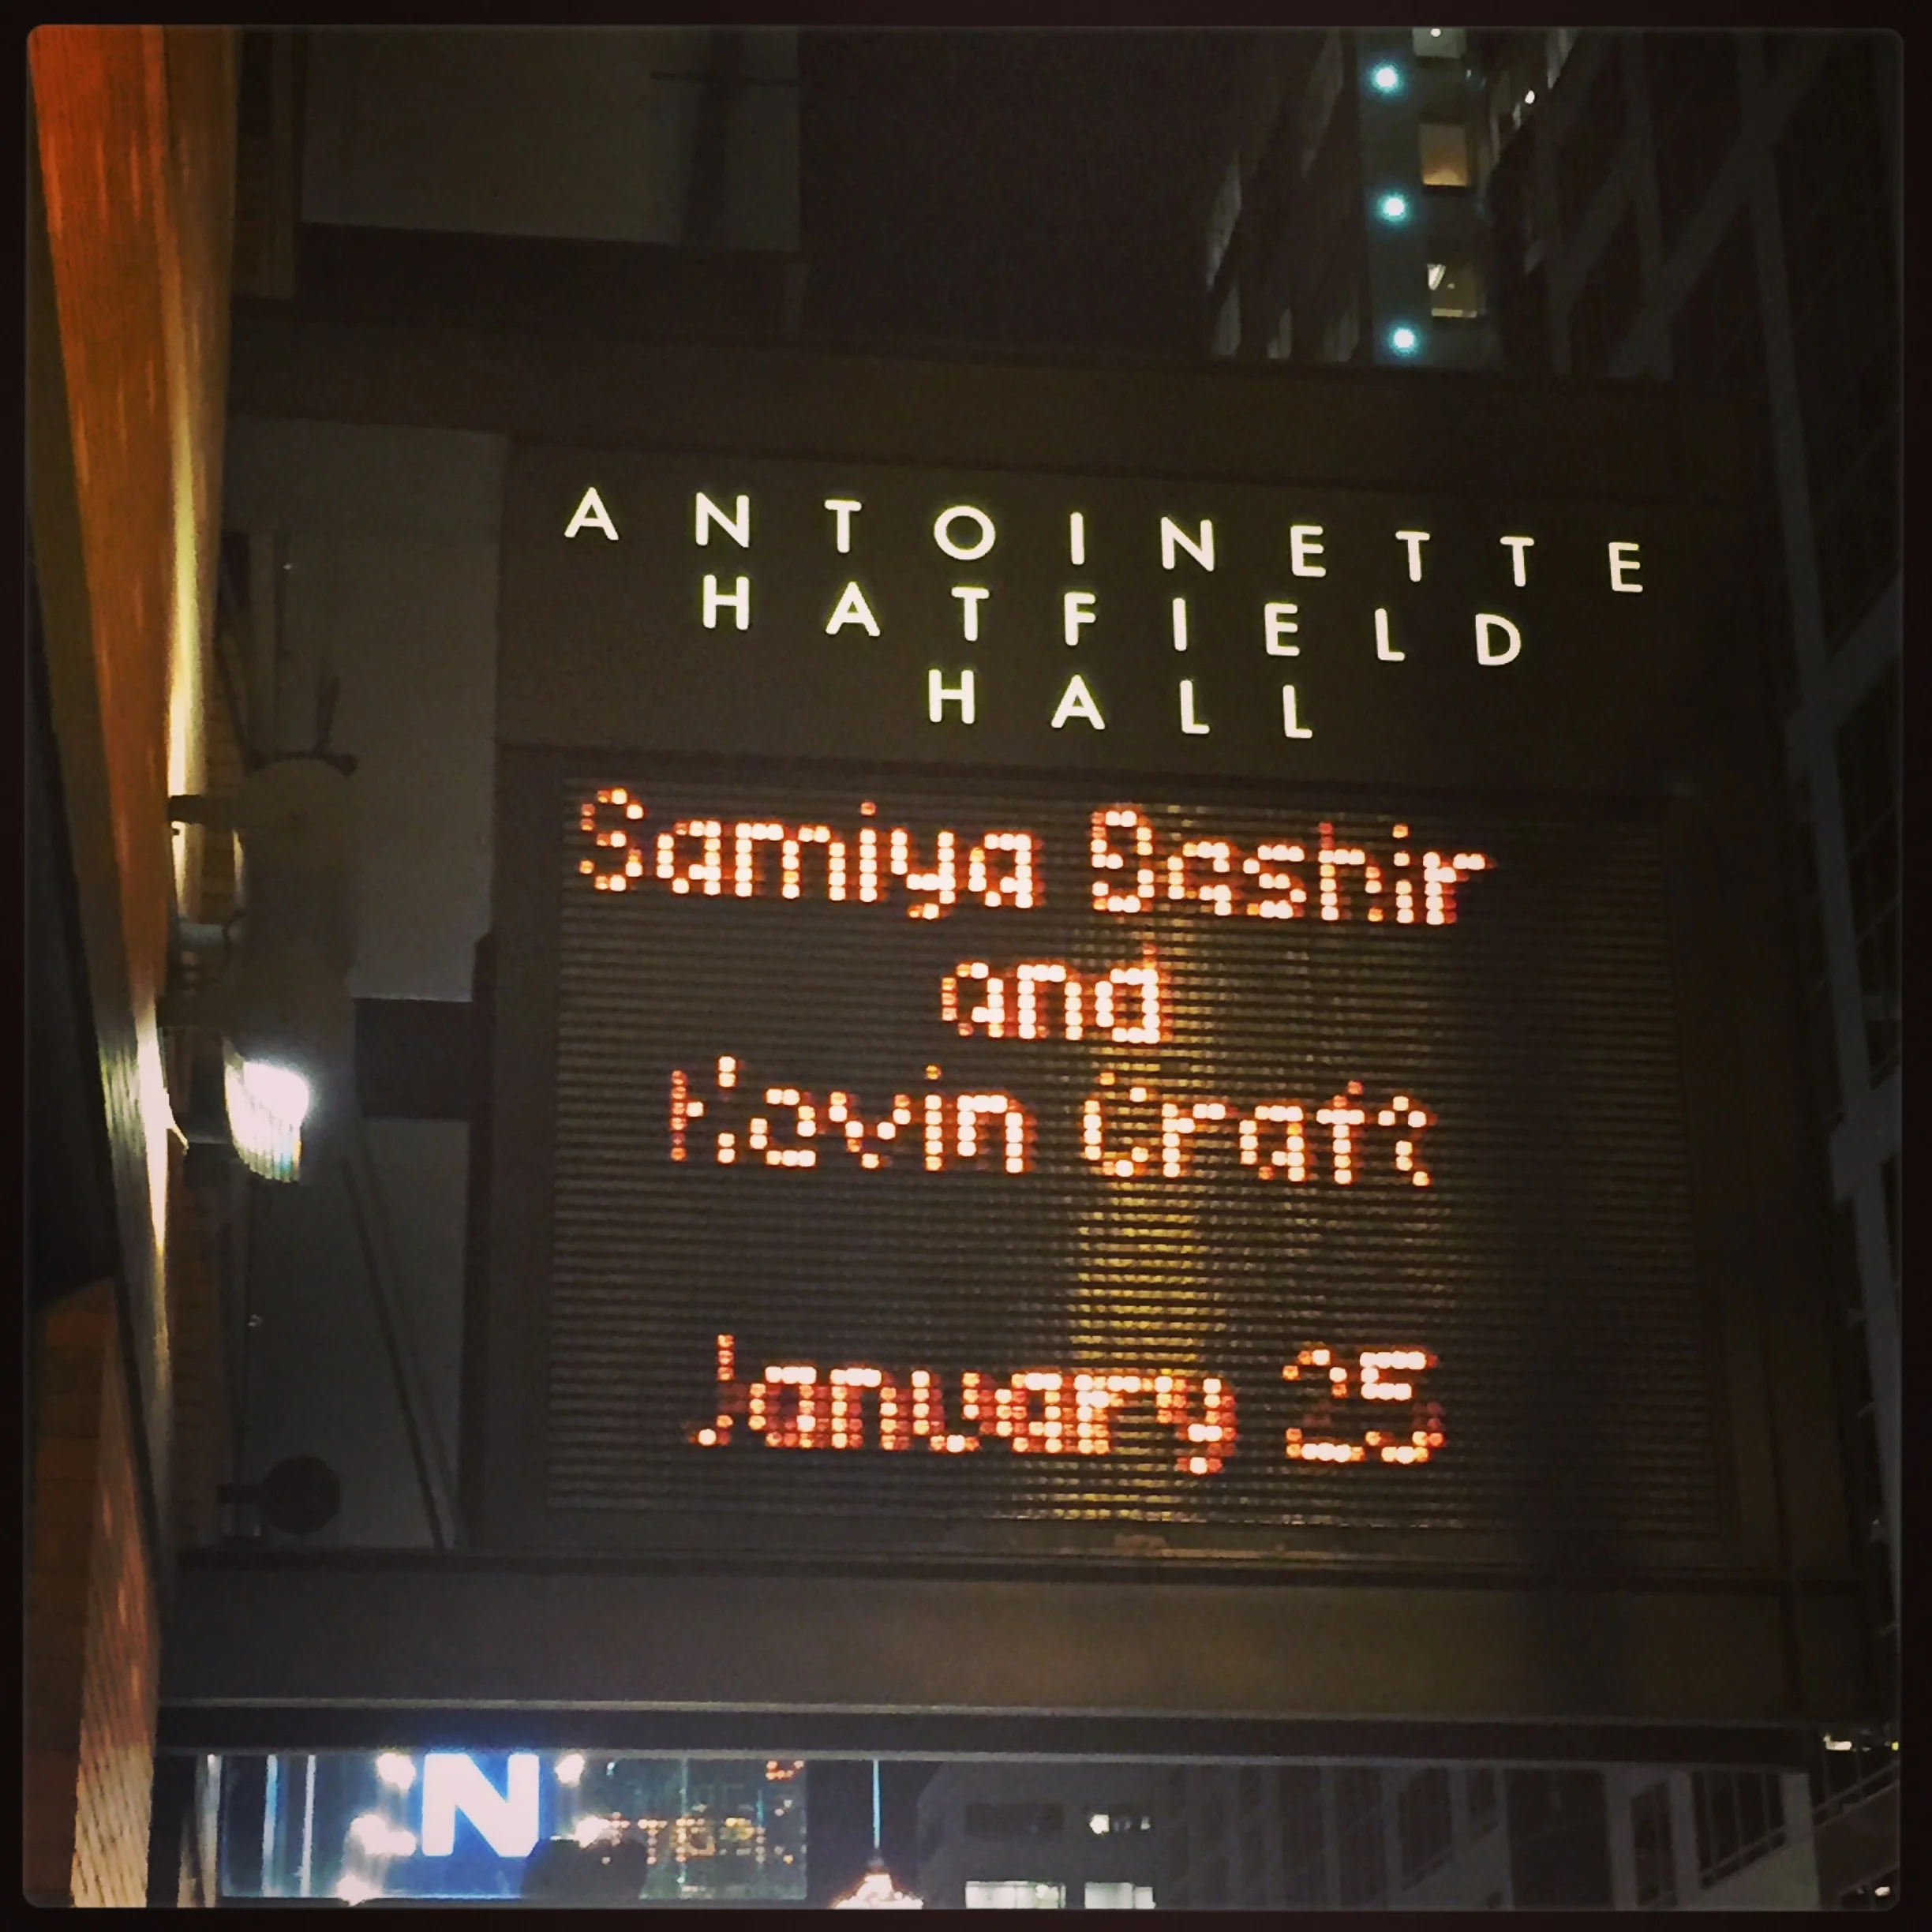 ANTOINETTE
HATFIELD
HALL
Samiya Bashir
and
Kevin Craft
January 25
N